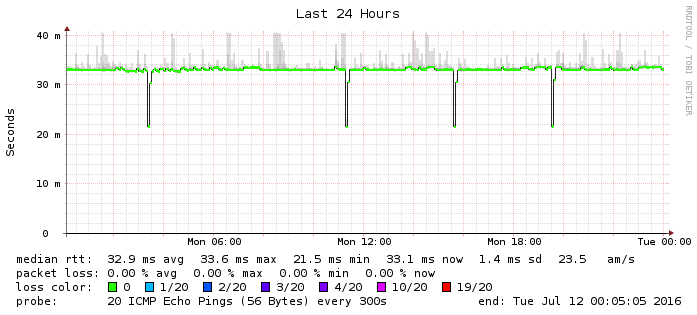 Last 24 Hours
RRDTOOL / TOBI OETIKER
Seconds
40 m
30 m
20 m
10 m
0
Mon 06:00 Mon 12:00 Mon 18:00 Tue 00:00
median rtt: 32.9 ms avg 33.6 ms max 21.5 ms min 33.1 ms now 1.4 ms sd 23.5 am/s
packet loss: 0.00 % avg 0.00 % max 0.00 % min 0.00 % now
loss color: 0 1/20 2/20 3/20 4/20 10/20 19/20
probe: 20 ICMP Echo Pings (56 Bytes) every 300s end: Tue Jul 12 00:05:05 2016